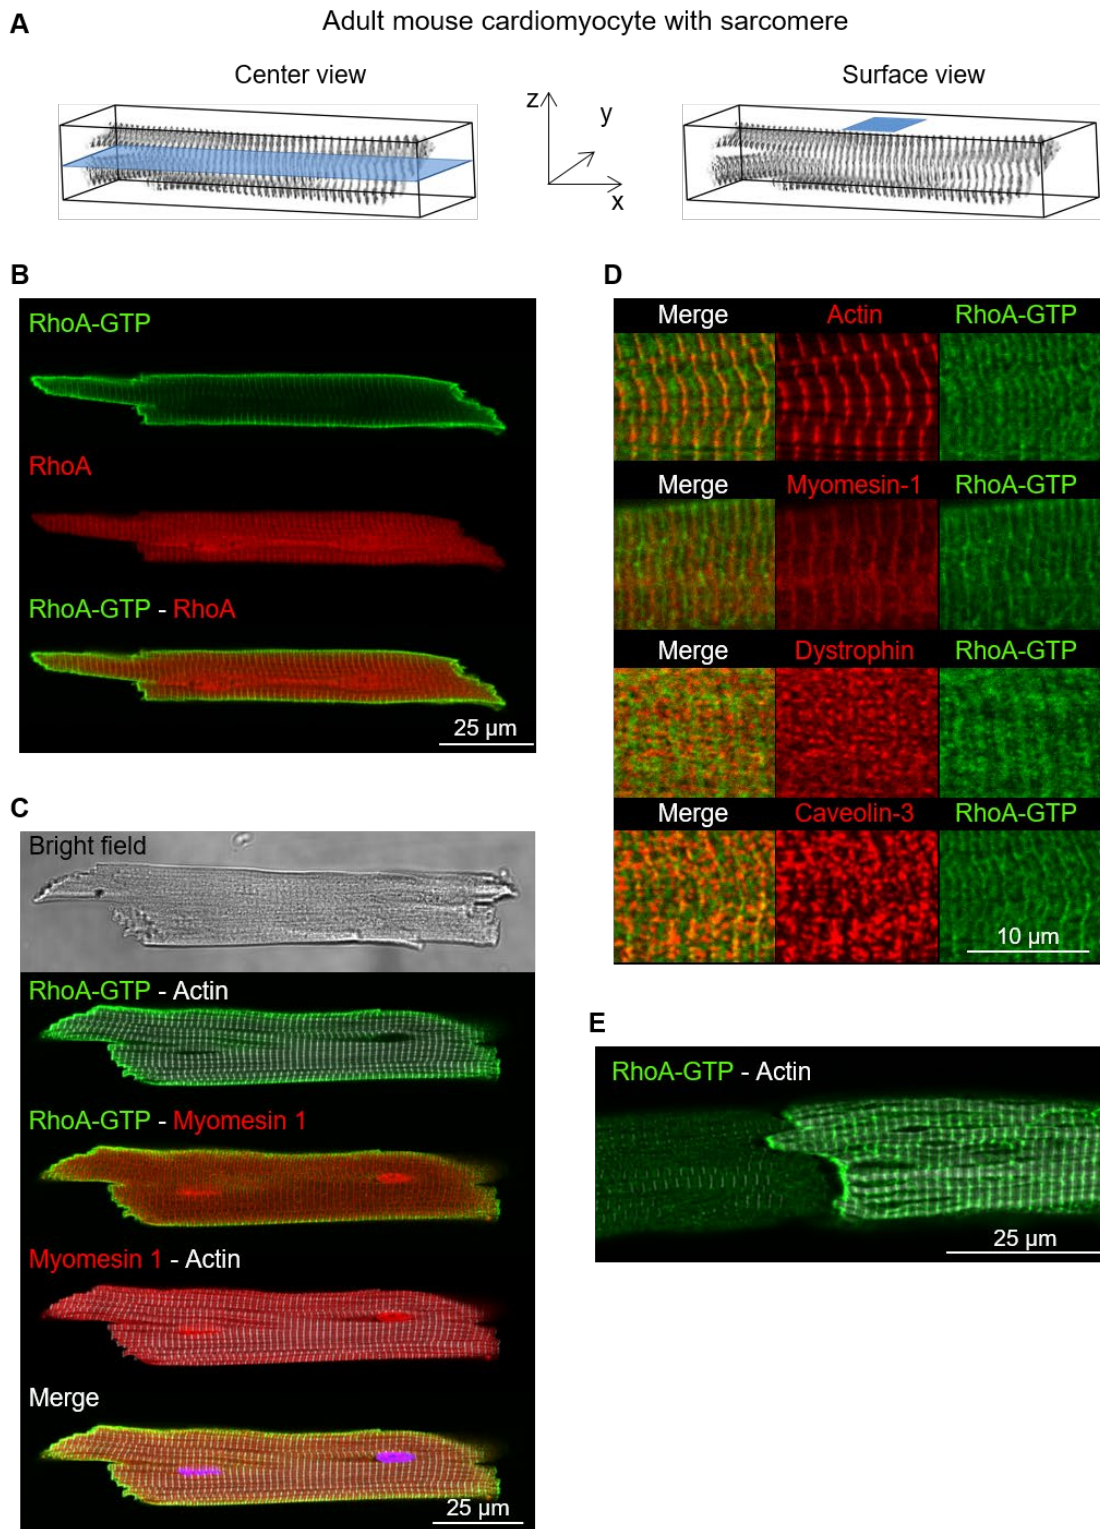 A
Adult mouse cardiomyocyte with sarcomere
Center view
Surface view
z
y
x
B
RhoA-GTP
RhoA
RhoA-GTP - RhoA
25 µm
C
Bright field
RhoA-GTP - Actin
RhoA-GTP - Myomesin 1
Myomesin 1 - Actin
Merge
25 µm
D
Merge Actin RhoA-GTP
Merge Myomesin-1 RhoA-GTP
Merge Dystrophin RhoA-GTP
Merge Caveolin-3 RhoA-GTP
10 µm
E
RhoA-GTP - Actin
25 µm